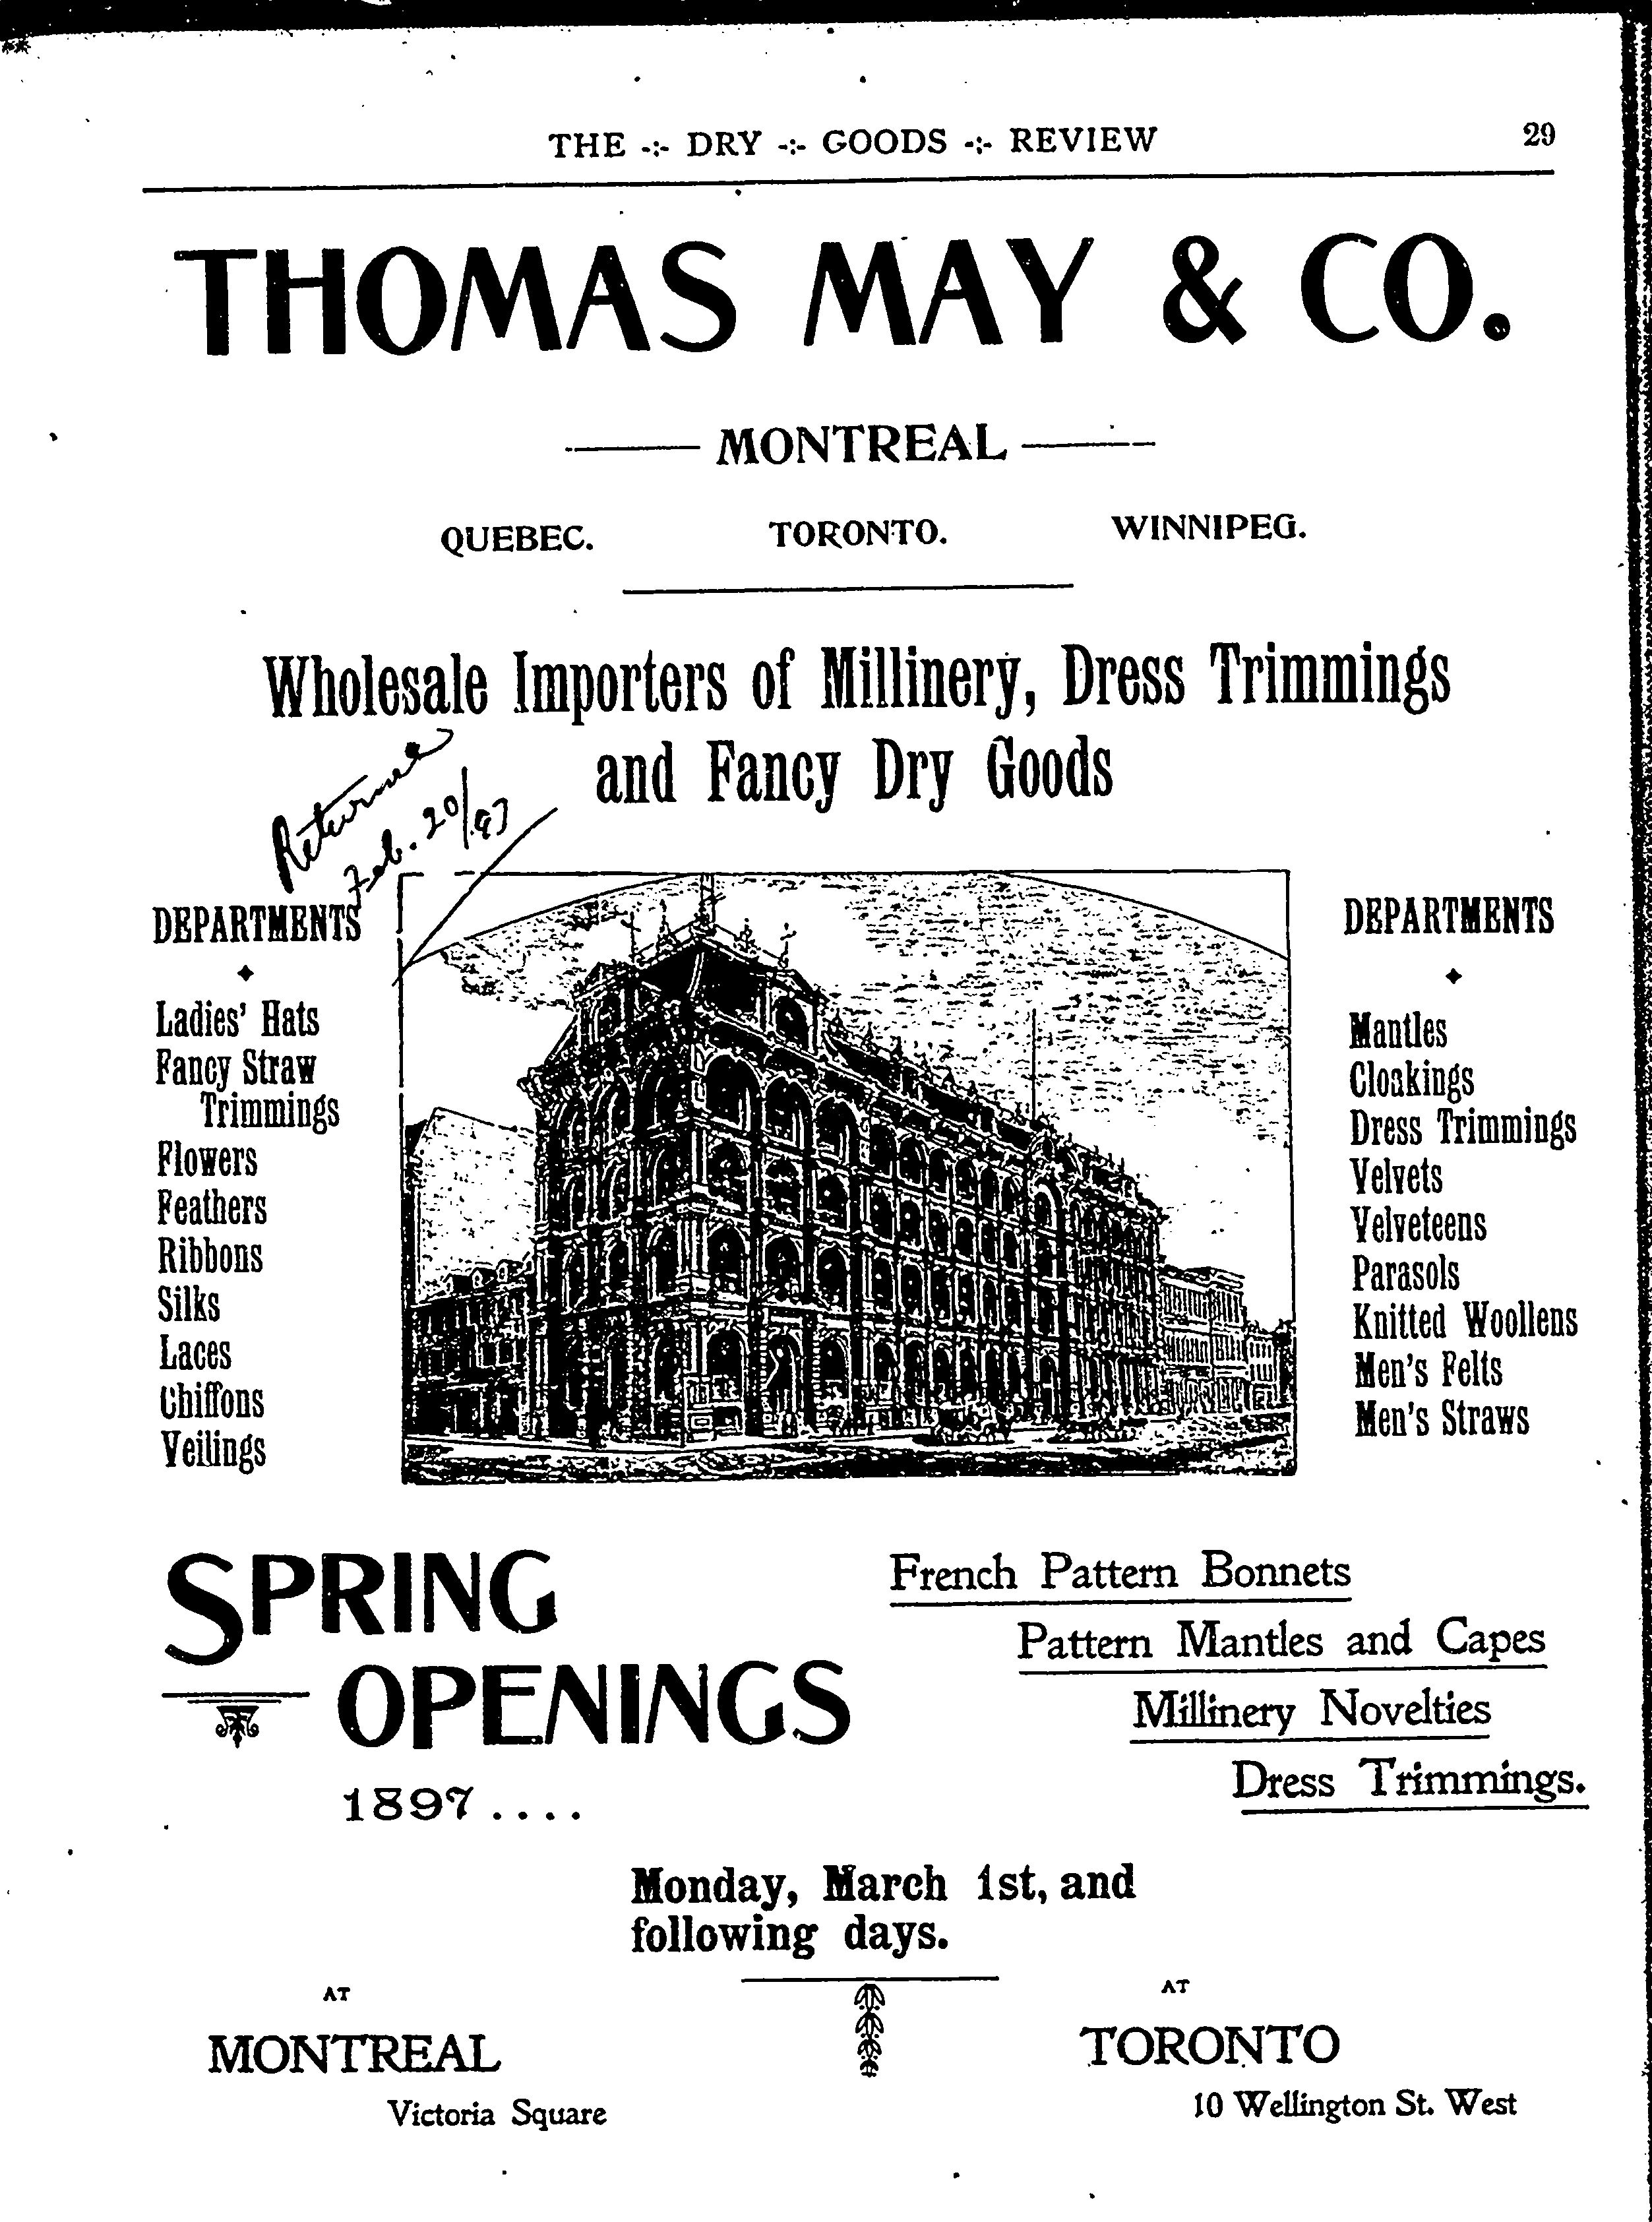 THE -:- DRY -:- GOODS -:- REVIEW 29
THOMAS MAY & CO.
MONTREAL
QUEBEC. TORONTO. WINNIPEG.
Wholesale Importers of Millinery, Dress Trimmings
and Fancy Dry Goods
Feb. 20/97
DEPARTMENTS
Ladies' Hats
Fancy Straw
Trimmings
Flowers
Feathers
Ribbons
Silks
Laces
Chiffons
Veilings
DEPARTMENTS
Mantles
Cloakings
Dress Trimmings
Velvets
Velveteens
Parasols
Knitted Woollens
Men's Felts
Men's Straws
SPRING
OPENINGS
1897....
French Pattern Bonnets
Pattern Mantles and Capes
Millinery Novelties
Dress Trimmings.
Monday, March 1st, and
following days.
AT
MONTREAL
Victoria Square
AT
TORONTO
10 Wellington St. West